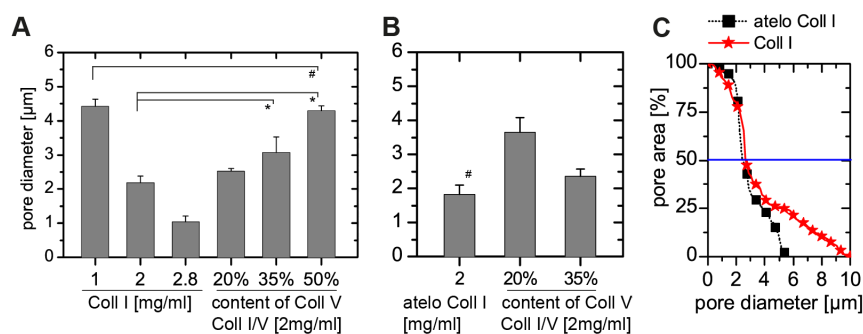 A
pore diameter [µm]
6
5
4
3
2
1
0
#
*
*
1 2 2.8 20% 35% 50%
Coll I [mg/ml]
content of Coll V
Coll I/V [2mg/ml]
B
6
5
4
3
2
1
0
#
2 20% 35%
atelo Coll I
[mg/ml]
content of Coll V
Coll I/V [2mg/ml]
C
atelo Coll I
Coll I
pore area [%]
100
75
50
25
0
0 2 4 6 8 10
pore diameter [µm]